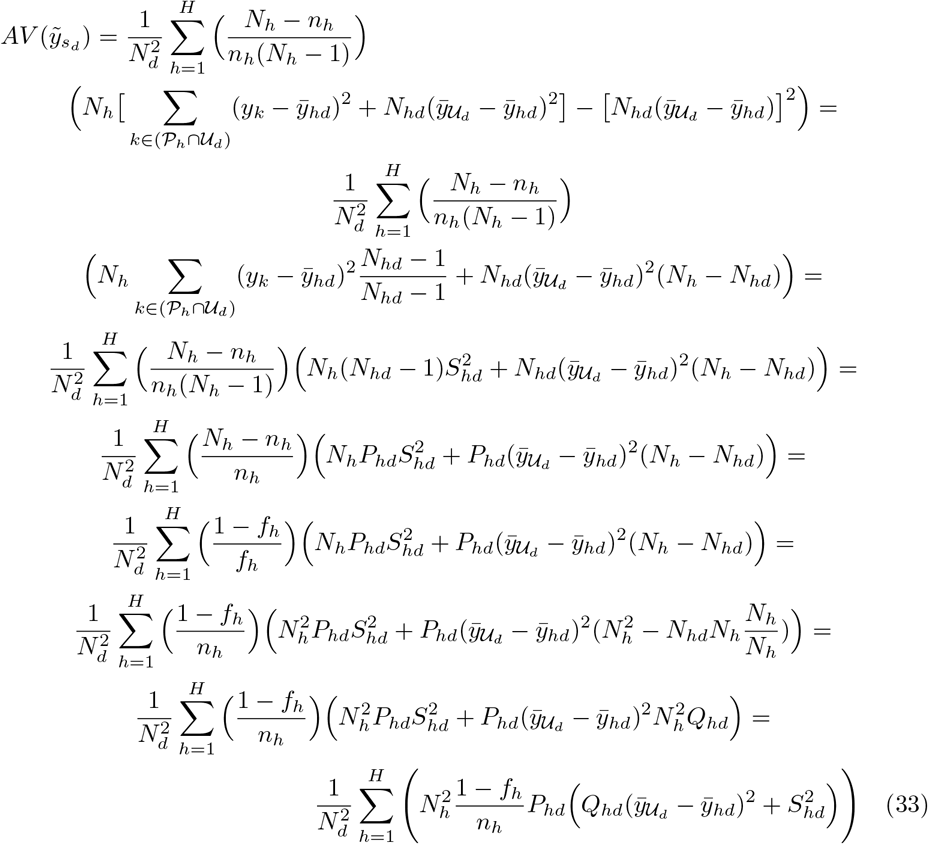 $AV(\tilde{y}_{s_d}) = \frac{1}{N_d^2} \sum_{h=1}^{H} \Big( \frac{N_h - n_h}{n_h(N_h - 1)} \Big)$
$\Big( N_h \big[ \sum_{k \in (\mathcal{P}_h \cap \mathcal{U}_d)} (y_k - \bar{y}_{hd})^2 + N_{hd}(\bar{y}_{\mathcal{U}_d} - \bar{y}_{hd})^2 \big] - \big[ N_{hd}(\bar{y}_{\mathcal{U}_d} - \bar{y}_{hd}) \big]^2 \Big) =$
$\frac{1}{N_d^2} \sum_{h=1}^{H} \Big( \frac{N_h - n_h}{n_h(N_h - 1)} \Big)$
$\Big( N_h \sum_{k \in (\mathcal{P}_h \cap \mathcal{U}_d)} (y_k - \bar{y}_{hd})^2 \frac{N_{hd} - 1}{N_{hd} - 1} + N_{hd}(\bar{y}_{\mathcal{U}_d} - \bar{y}_{hd})^2 (N_h - N_{hd}) \Big) =$
$\frac{1}{N_d^2} \sum_{h=1}^{H} \Big( \frac{N_h - n_h}{n_h(N_h - 1)} \Big) \Big( N_h(N_{hd} - 1)S_{hd}^2 + N_{hd}(\bar{y}_{\mathcal{U}_d} - \bar{y}_{hd})^2 (N_h - N_{hd}) \Big) =$
$\frac{1}{N_d^2} \sum_{h=1}^{H} \Big( \frac{N_h - n_h}{n_h} \Big) \Big( N_h P_{hd} S_{hd}^2 + P_{hd}(\bar{y}_{\mathcal{U}_d} - \bar{y}_{hd})^2 (N_h - N_{hd}) \Big) =$
$\frac{1}{N_d^2} \sum_{h=1}^{H} \Big( \frac{1 - f_h}{f_h} \Big) \Big( N_h P_{hd} S_{hd}^2 + P_{hd}(\bar{y}_{\mathcal{U}_d} - \bar{y}_{hd})^2 (N_h - N_{hd}) \Big) =$
$\frac{1}{N_d^2} \sum_{h=1}^{H} \Big( \frac{1 - f_h}{n_h} \Big) \Big( N_h^2 P_{hd} S_{hd}^2 + P_{hd}(\bar{y}_{\mathcal{U}_d} - \bar{y}_{hd})^2 (N_h^2 - N_{hd} N_h \frac{N_h}{N_h}) \Big) =$
$\frac{1}{N_d^2} \sum_{h=1}^{H} \Big( \frac{1 - f_h}{n_h} \Big) \Big( N_h^2 P_{hd} S_{hd}^2 + P_{hd}(\bar{y}_{\mathcal{U}_d} - \bar{y}_{hd})^2 N_h^2 Q_{hd} \Big) =$
$\frac{1}{N_d^2} \sum_{h=1}^{H} \left( N_h^2 \frac{1 - f_h}{n_h} P_{hd} \Big( Q_{hd}(\bar{y}_{\mathcal{U}_d} - \bar{y}_{hd})^2 + S_{hd}^2 \Big) \right)$ (33)